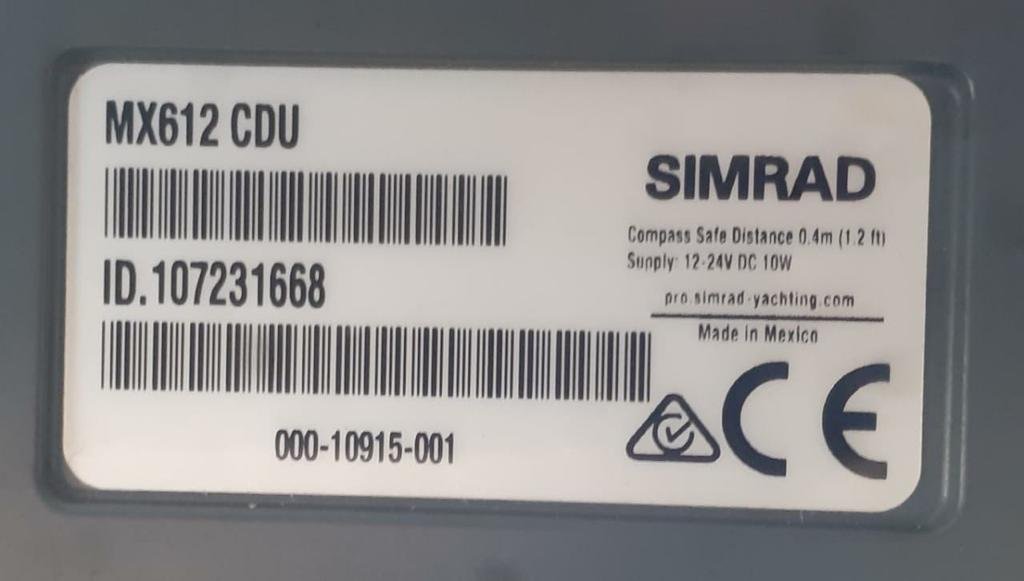 MX612 CDU
SIMRAD
Compass Safe Distance 0.4m (1.2 ft)
Supply: 12-24V DC 10W
ID.107231668
pro.simrad-yachting.com
Made in Mexico
000-10915-001
CE